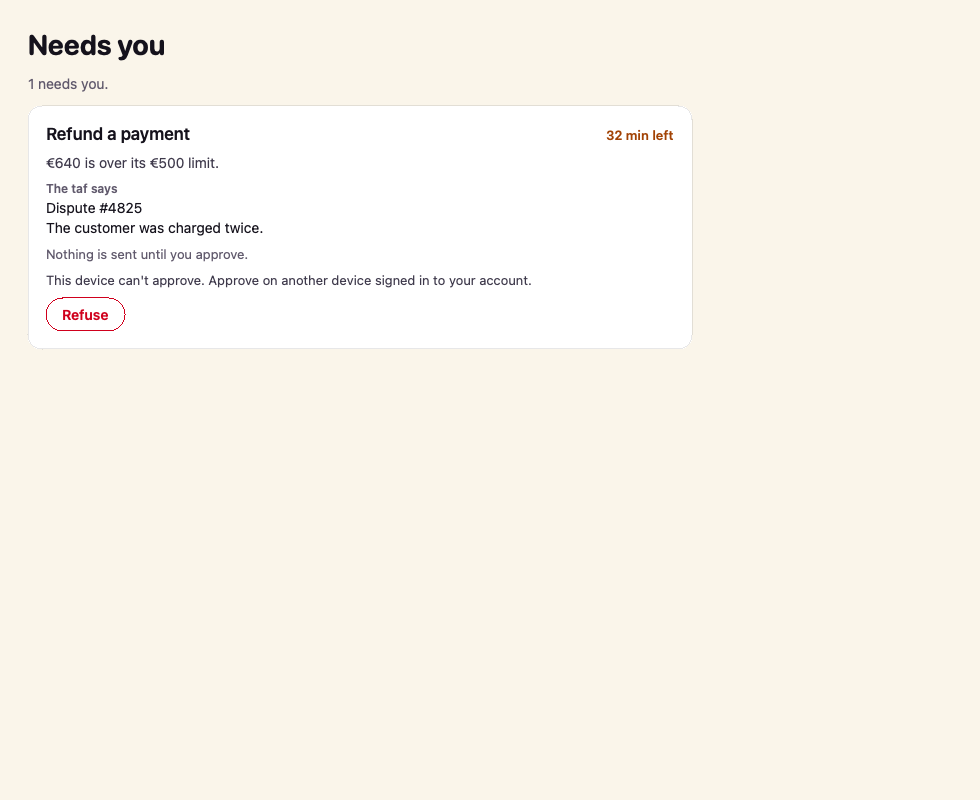 Needs you
1 needs you.
Refund a payment
32 min left
€640 is over its €500 limit.
The taf says
Dispute #4825
The customer was charged twice.
Nothing is sent until you approve.
This device can't approve. Approve on another device signed in to your account.
Refuse